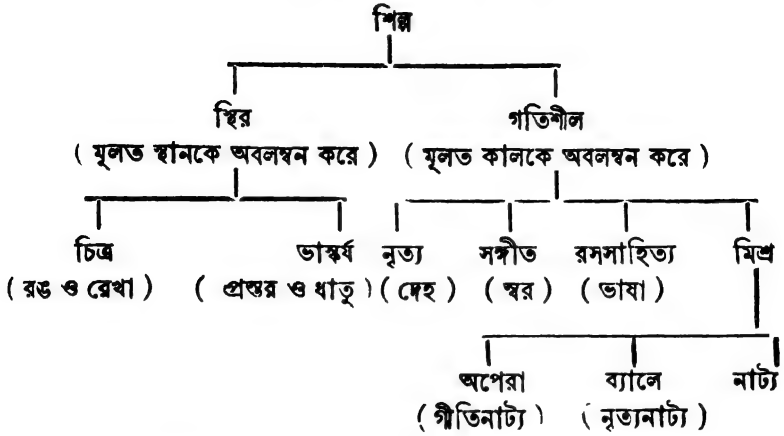 শিল্প
স্থির গতিশীল
( মূলত স্থানকে অবলম্বন করে ) ( মূলত কালকে অবলম্বন করে )
চিত্র ভাস্কর্য নৃত্য সঙ্গীত রসসাহিত্য মিশ্র
( রঙ ও রেখা ) ( প্রস্তর ও ধাতু ) ( দেহ ) ( স্বর ) ( ভাষা )
অপেরা ব্যালে নাট্য
( গীতিনাট্য ) ( নৃত্যনাট্য )